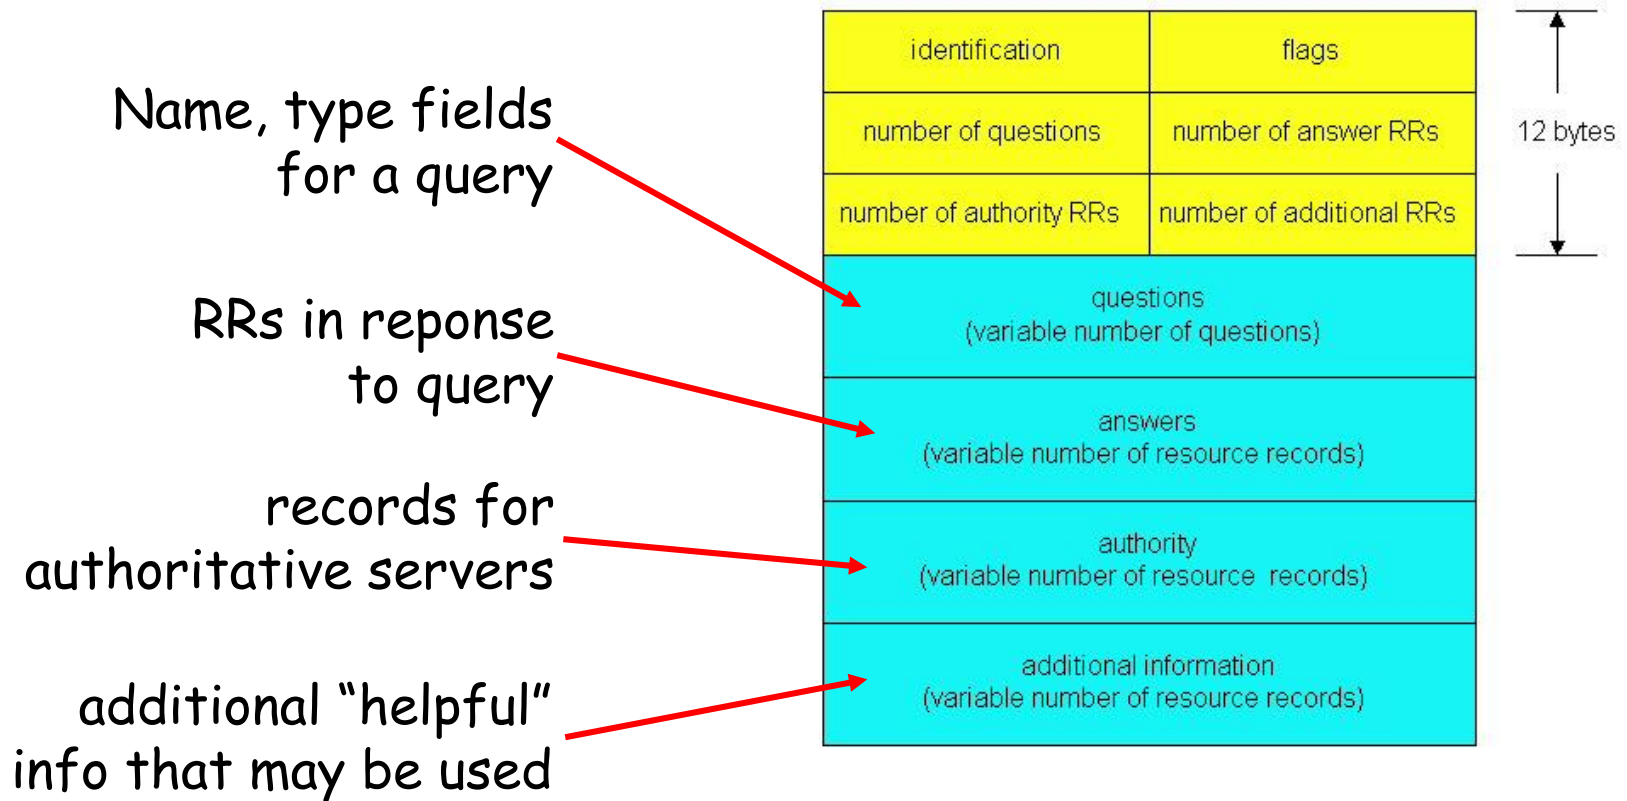 Name, type fields
for a query
RRs in reponse
to query
records for
authoritative servers
additional “helpful”
info that may be used
identification
flags
number of questions
number of answer RRs
number of authority RRs
number of additional RRs
12 bytes
questions
(variable number of questions)
answers
(variable number of resource records)
authority
(variable number of resource records)
additional information
(variable number of resource records)